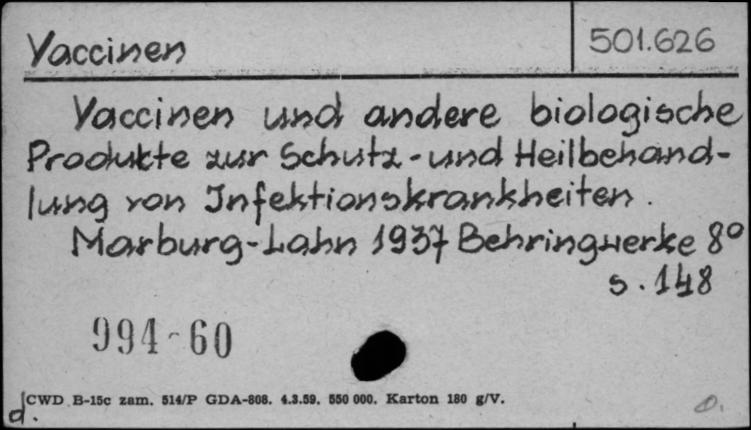 Vaccinen
501.626
Vaccinen und andere biologische
Produkte zur Schutz-und Heilbehand-
lung von Infektionskrankheiten.
Marburg-Lahn 1937 Behringwerke 8°
s. 148
994-60
CWD B-15c zam. 514/P GDA-808. 4.3.59. 550 000. Karton 180 g/V.
d.